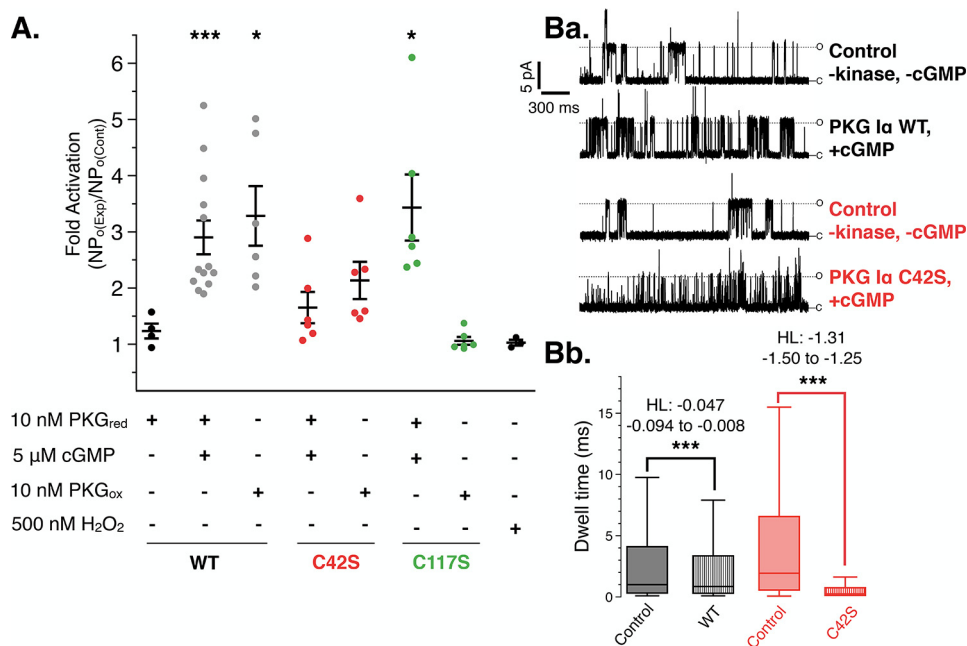 A.
*** * *
Fold Activation
(NPo(Exp)/NPo(Cont))
6
5
4
3
2
1
10 nM PKGred + + - + - + - -
5 µM cGMP - + - + - + - -
10 nM PKGox - - + - + - + -
500 nM H2O2 - - - - - - - +
WT C42S C117S
Ba.
5 pA
300 ms
O
C
Control
-kinase, -cGMP
O
C
PKG Iα WT,
+cGMP
O
C
Control
-kinase, -cGMP
O
C
PKG Iα C42S,
+cGMP
Bb.
HL: -1.31
-1.50 to -1.25
***
HL: -0.047
-0.094 to -0.008
***
Dwell time (ms)
15
10
5
0
Control WT Control C42S